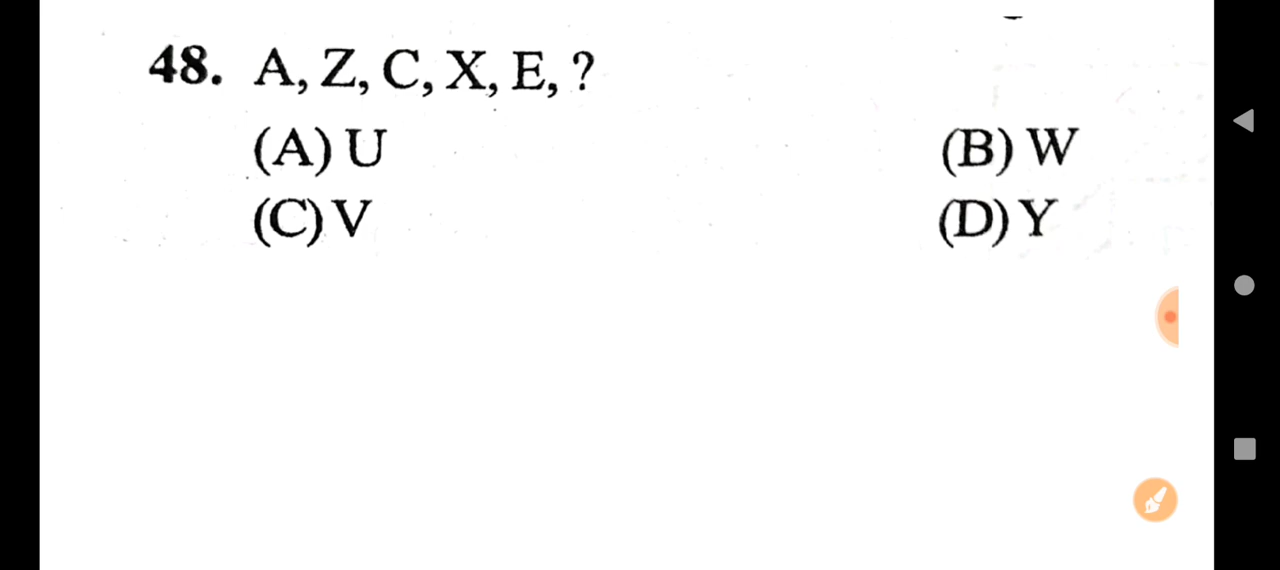 48. A, Z, C, X, E, ?
(A) U (B) W
(C) V (D) Y